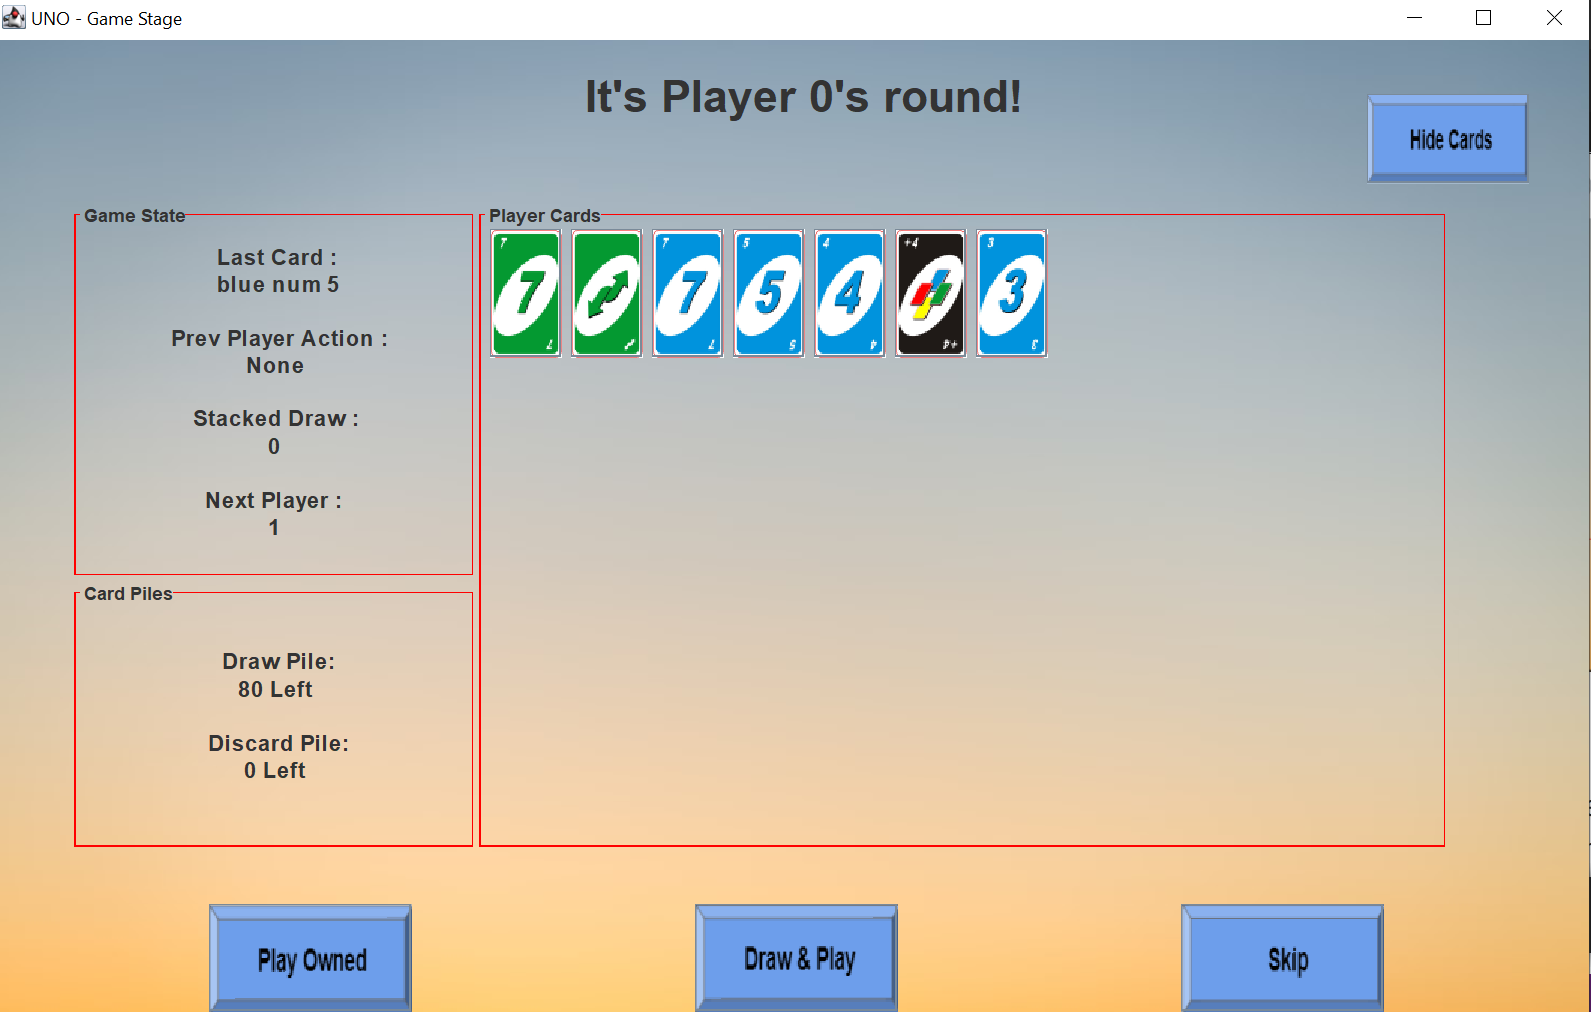 UNO - Game Stage
It's Player 0's round!
Hide Cards
Game State
Last Card :
blue num 5
Prev Player Action :
None
Stacked Draw :
0
Next Player :
1
Card Piles
Draw Pile:
80 Left
Discard Pile:
0 Left
Player Cards
7 7 7
7 7 7
5 5 5
4 4 4
+4 +4
3 3 3
Play Owned
Draw & Play
Skip